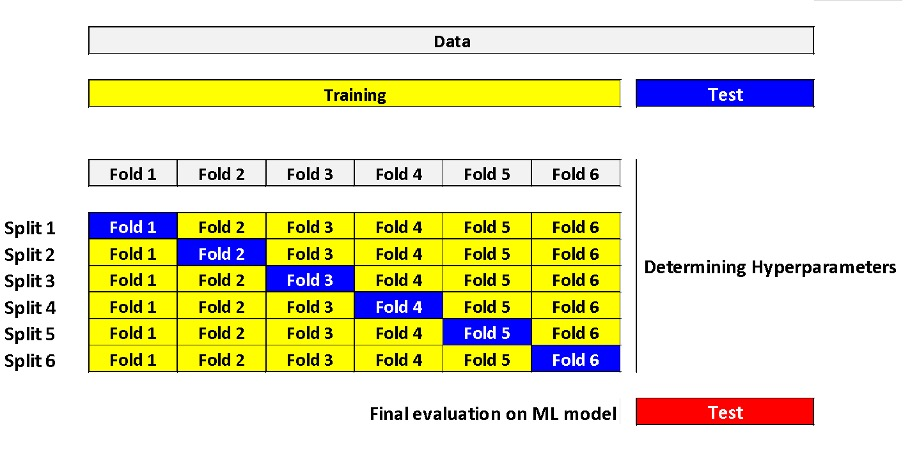 Data
Training Test
Fold 1 Fold 2 Fold 3 Fold 4 Fold 5 Fold 6
Split 1 Fold 1 Fold 2 Fold 3 Fold 4 Fold 5 Fold 6
Split 2 Fold 1 Fold 2 Fold 3 Fold 4 Fold 5 Fold 6
Split 3 Fold 1 Fold 2 Fold 3 Fold 4 Fold 5 Fold 6
Split 4 Fold 1 Fold 2 Fold 3 Fold 4 Fold 5 Fold 6
Split 5 Fold 1 Fold 2 Fold 3 Fold 4 Fold 5 Fold 6
Split 6 Fold 1 Fold 2 Fold 3 Fold 4 Fold 5 Fold 6
Determining Hyperparameters
Final evaluation on ML model Test